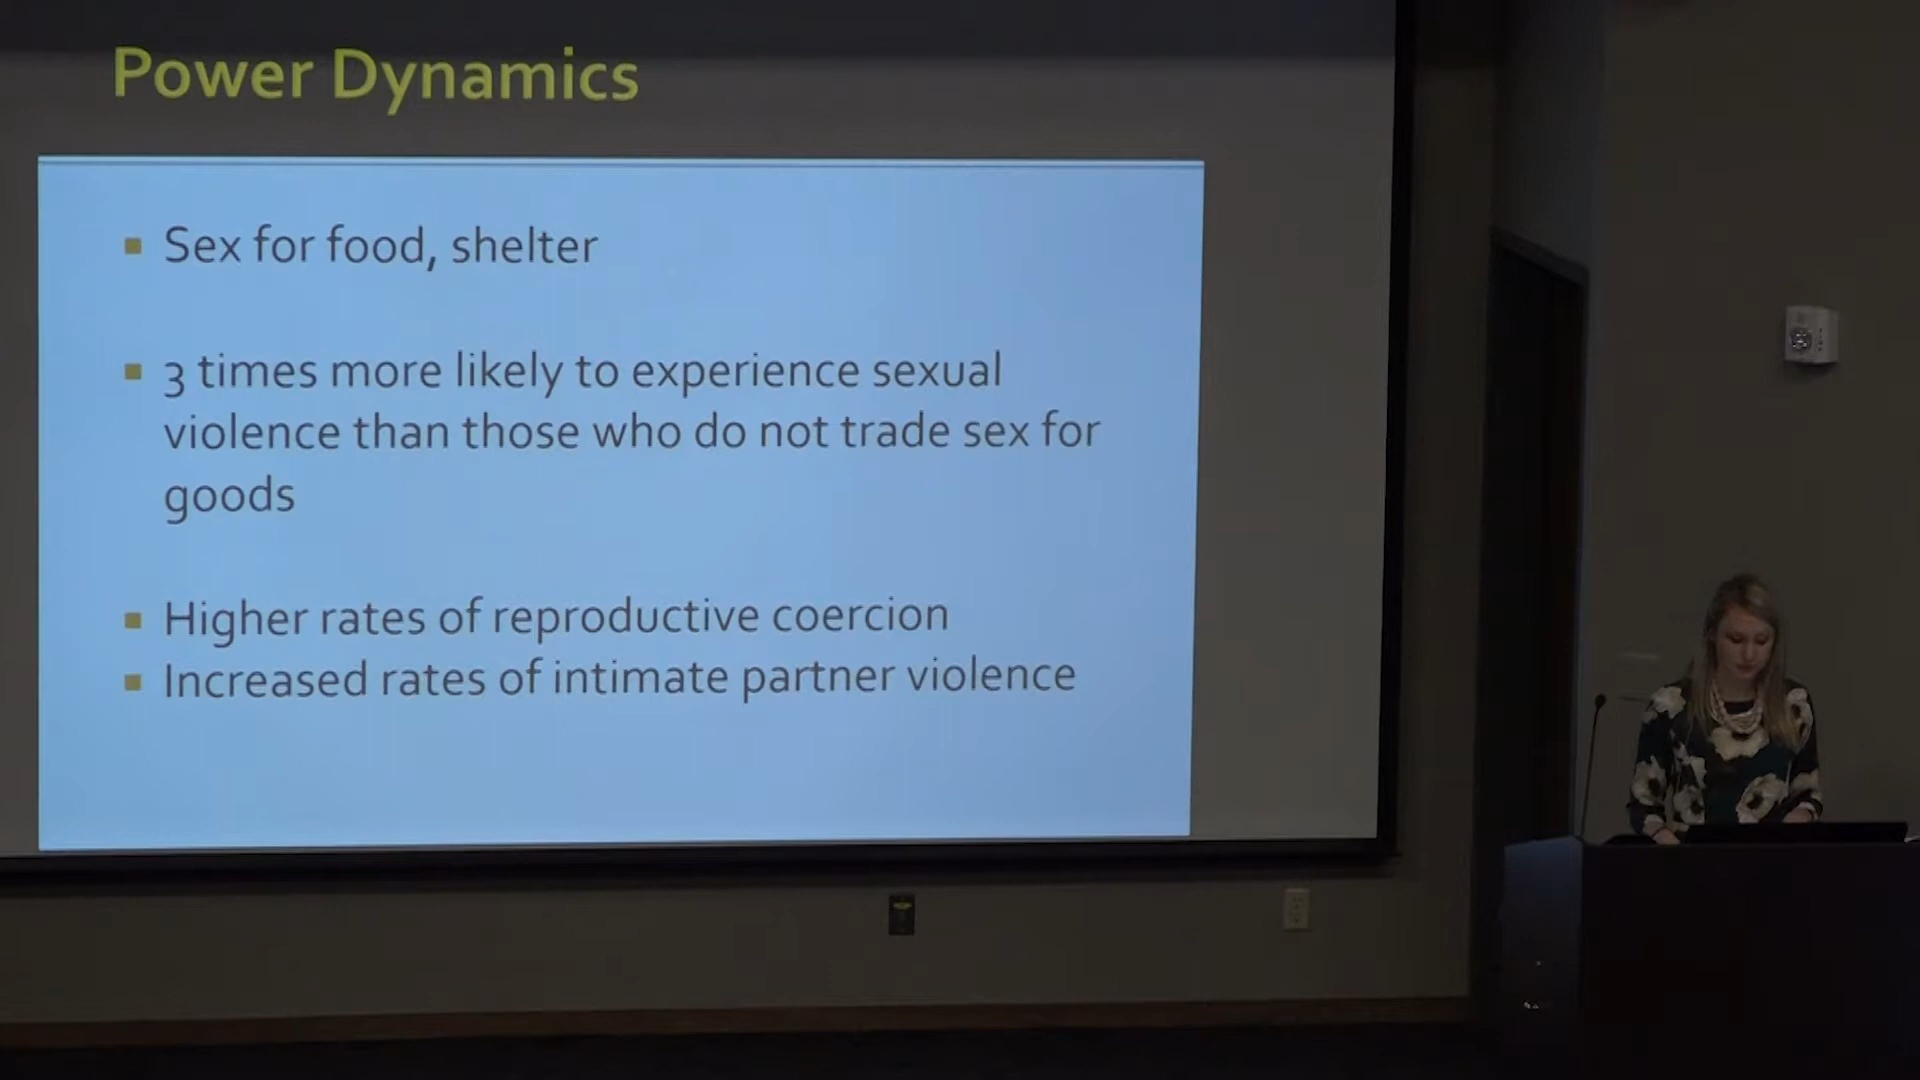 Power Dynamics
Sex for food, shelter
3 times more likely to experience sexual
violence than those who do not trade sex for
goods
Higher rates of reproductive coercion
Increased rates of intimate partner violence